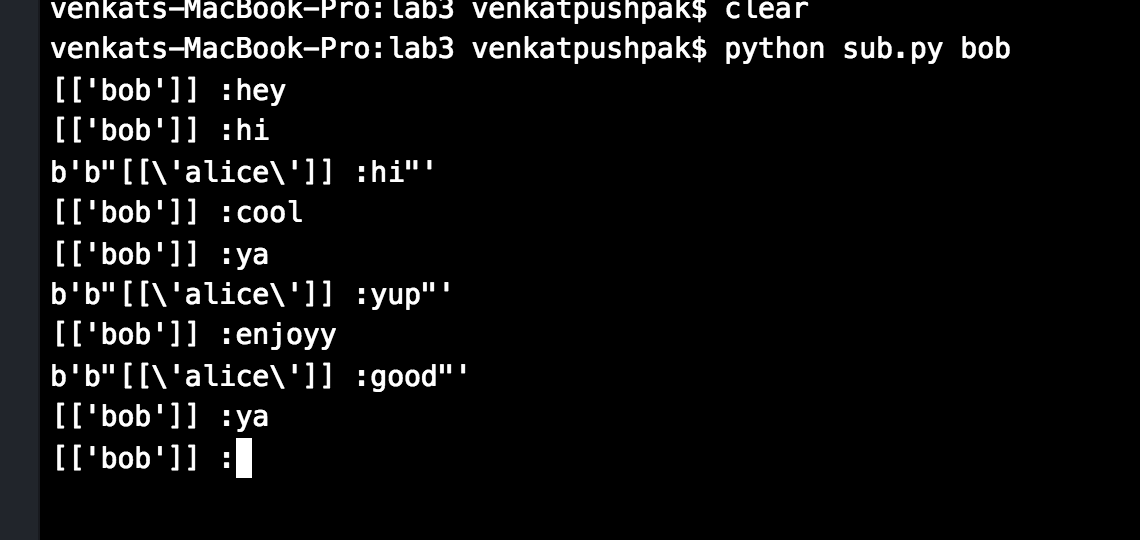 venkats-MacBook-Pro:lab3 venkatpushpak$ clear
venkats-MacBook-Pro:lab3 venkatpushpak$ python sub.py bob
[['bob']] :hey
[['bob']] :hi
b'b"[[\'alice\']] :hi"'
[['bob']] :cool
[['bob']] :ya
b'b"[[\'alice\']] :yup"'
[['bob']] :enjoyy
b'b"[[\'alice\']] :good"'
[['bob']] :ya
[['bob']] :